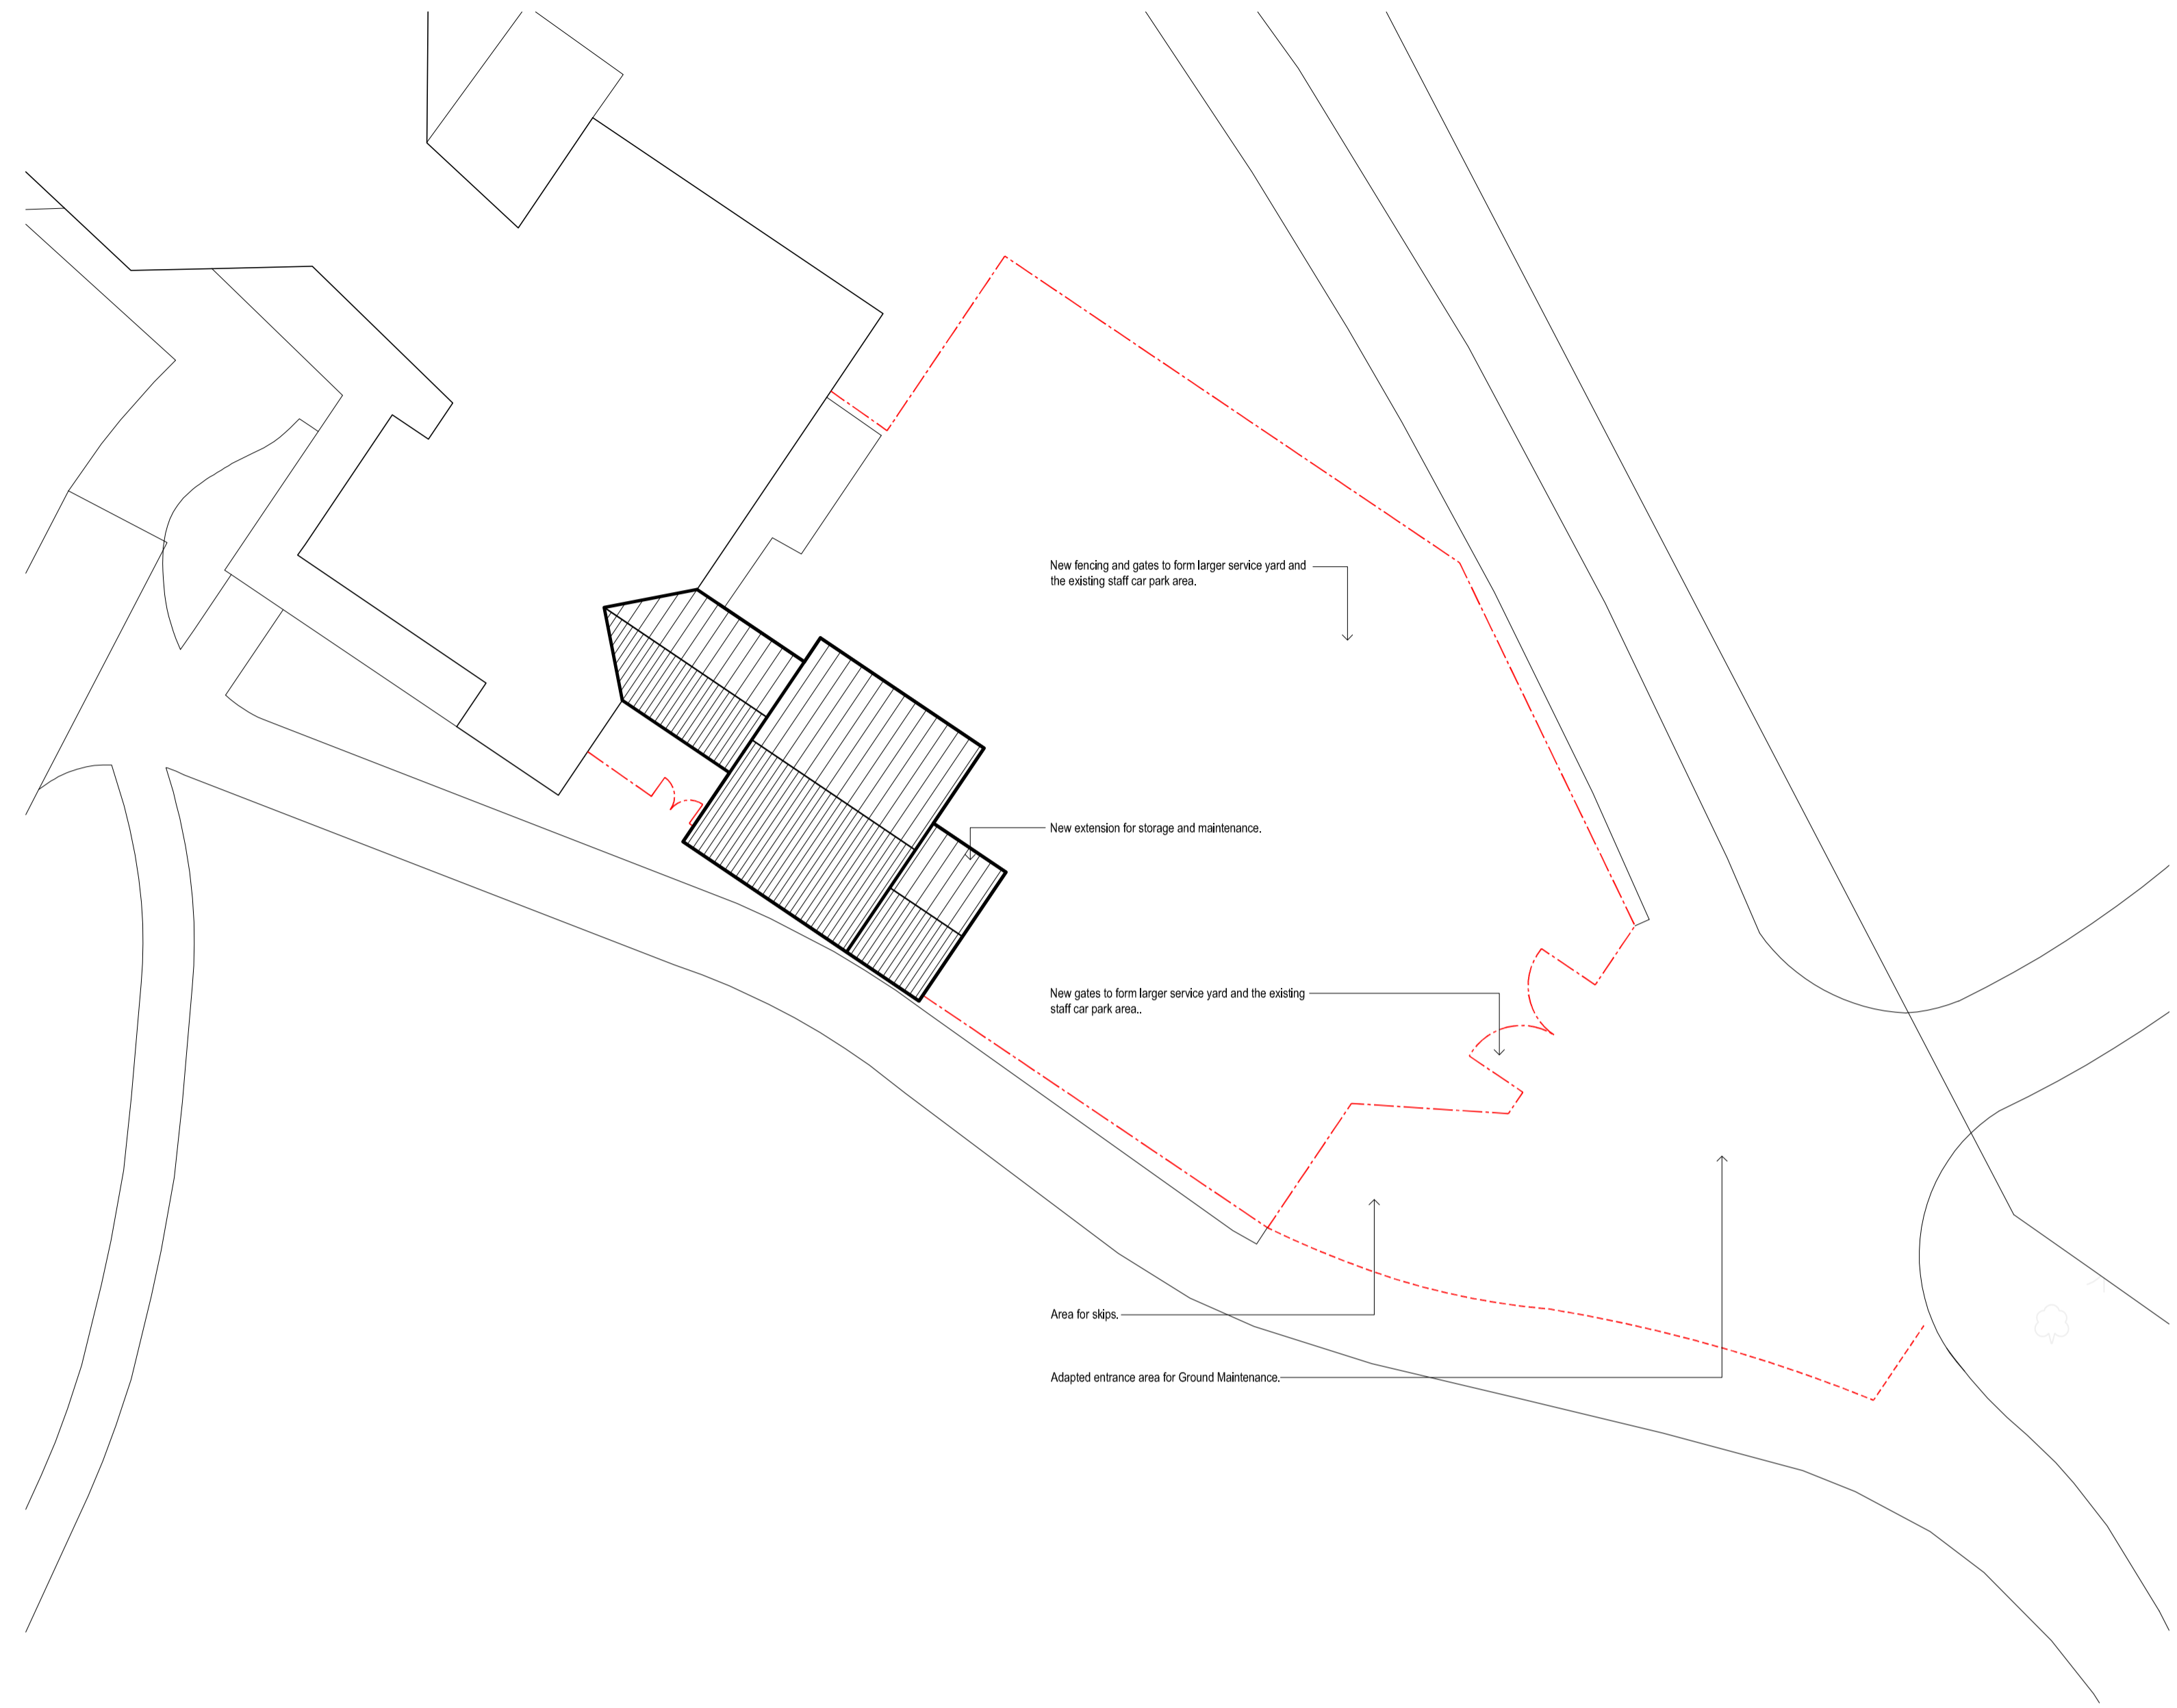 New fencing and gates to form larger service yard and
the existing staff car park area.
New extension for storage and maintenance.
New gates to form larger service yard and the existing
staff car park area..
Area for skips.
Adapted entrance area for Ground Maintenance.